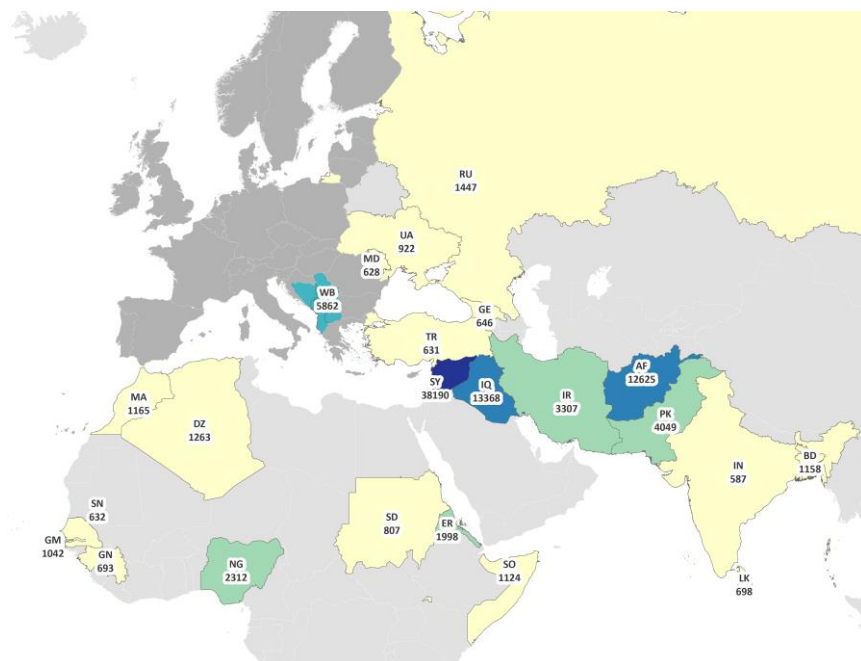 RU
1447
UA
922
MD
628
WB
5862
GE
646
TR
631
SY
38190
IQ
13368
IR
3307
AF
12625
PK
4049
MA
1165
DZ
1263
IN
587
BD
1158
SN
632
GM
1042
GN
693
NG
2312
SD
807
ER
1998
SO
1124
LK
698